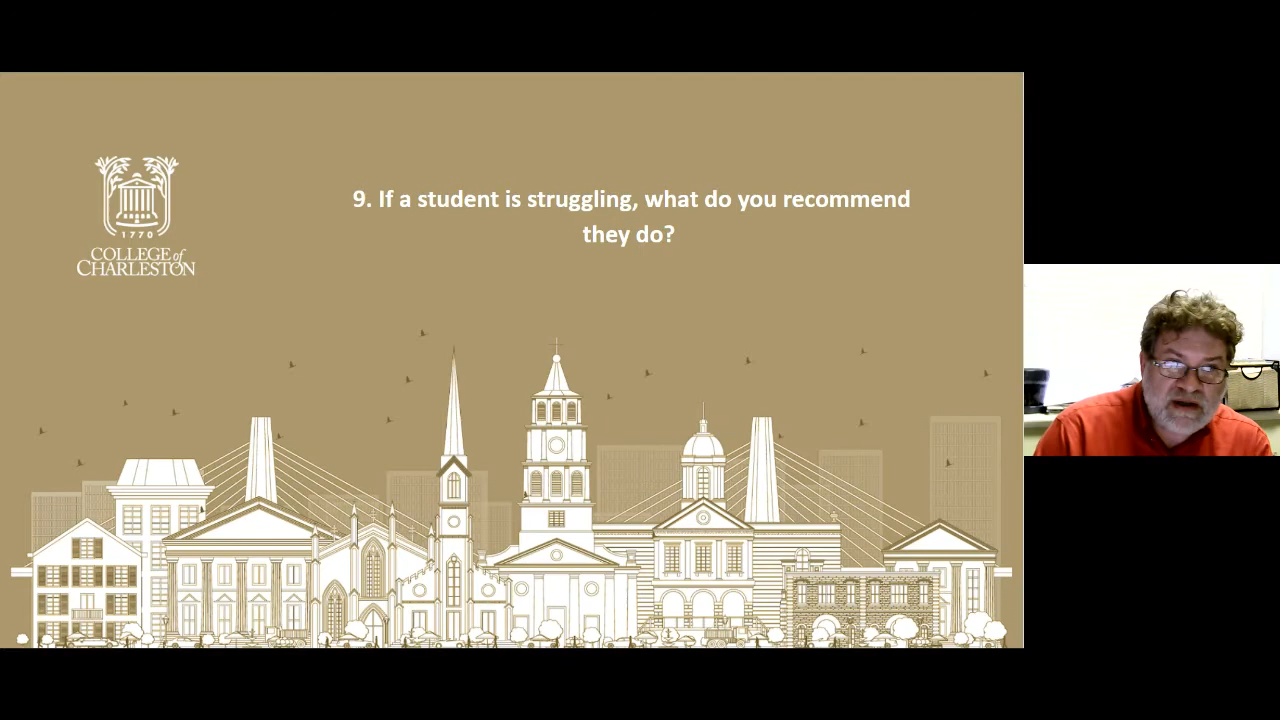 9. If a student is struggling, what do you recommend
they do?
1770
COLLEGE of
CHARLESTON